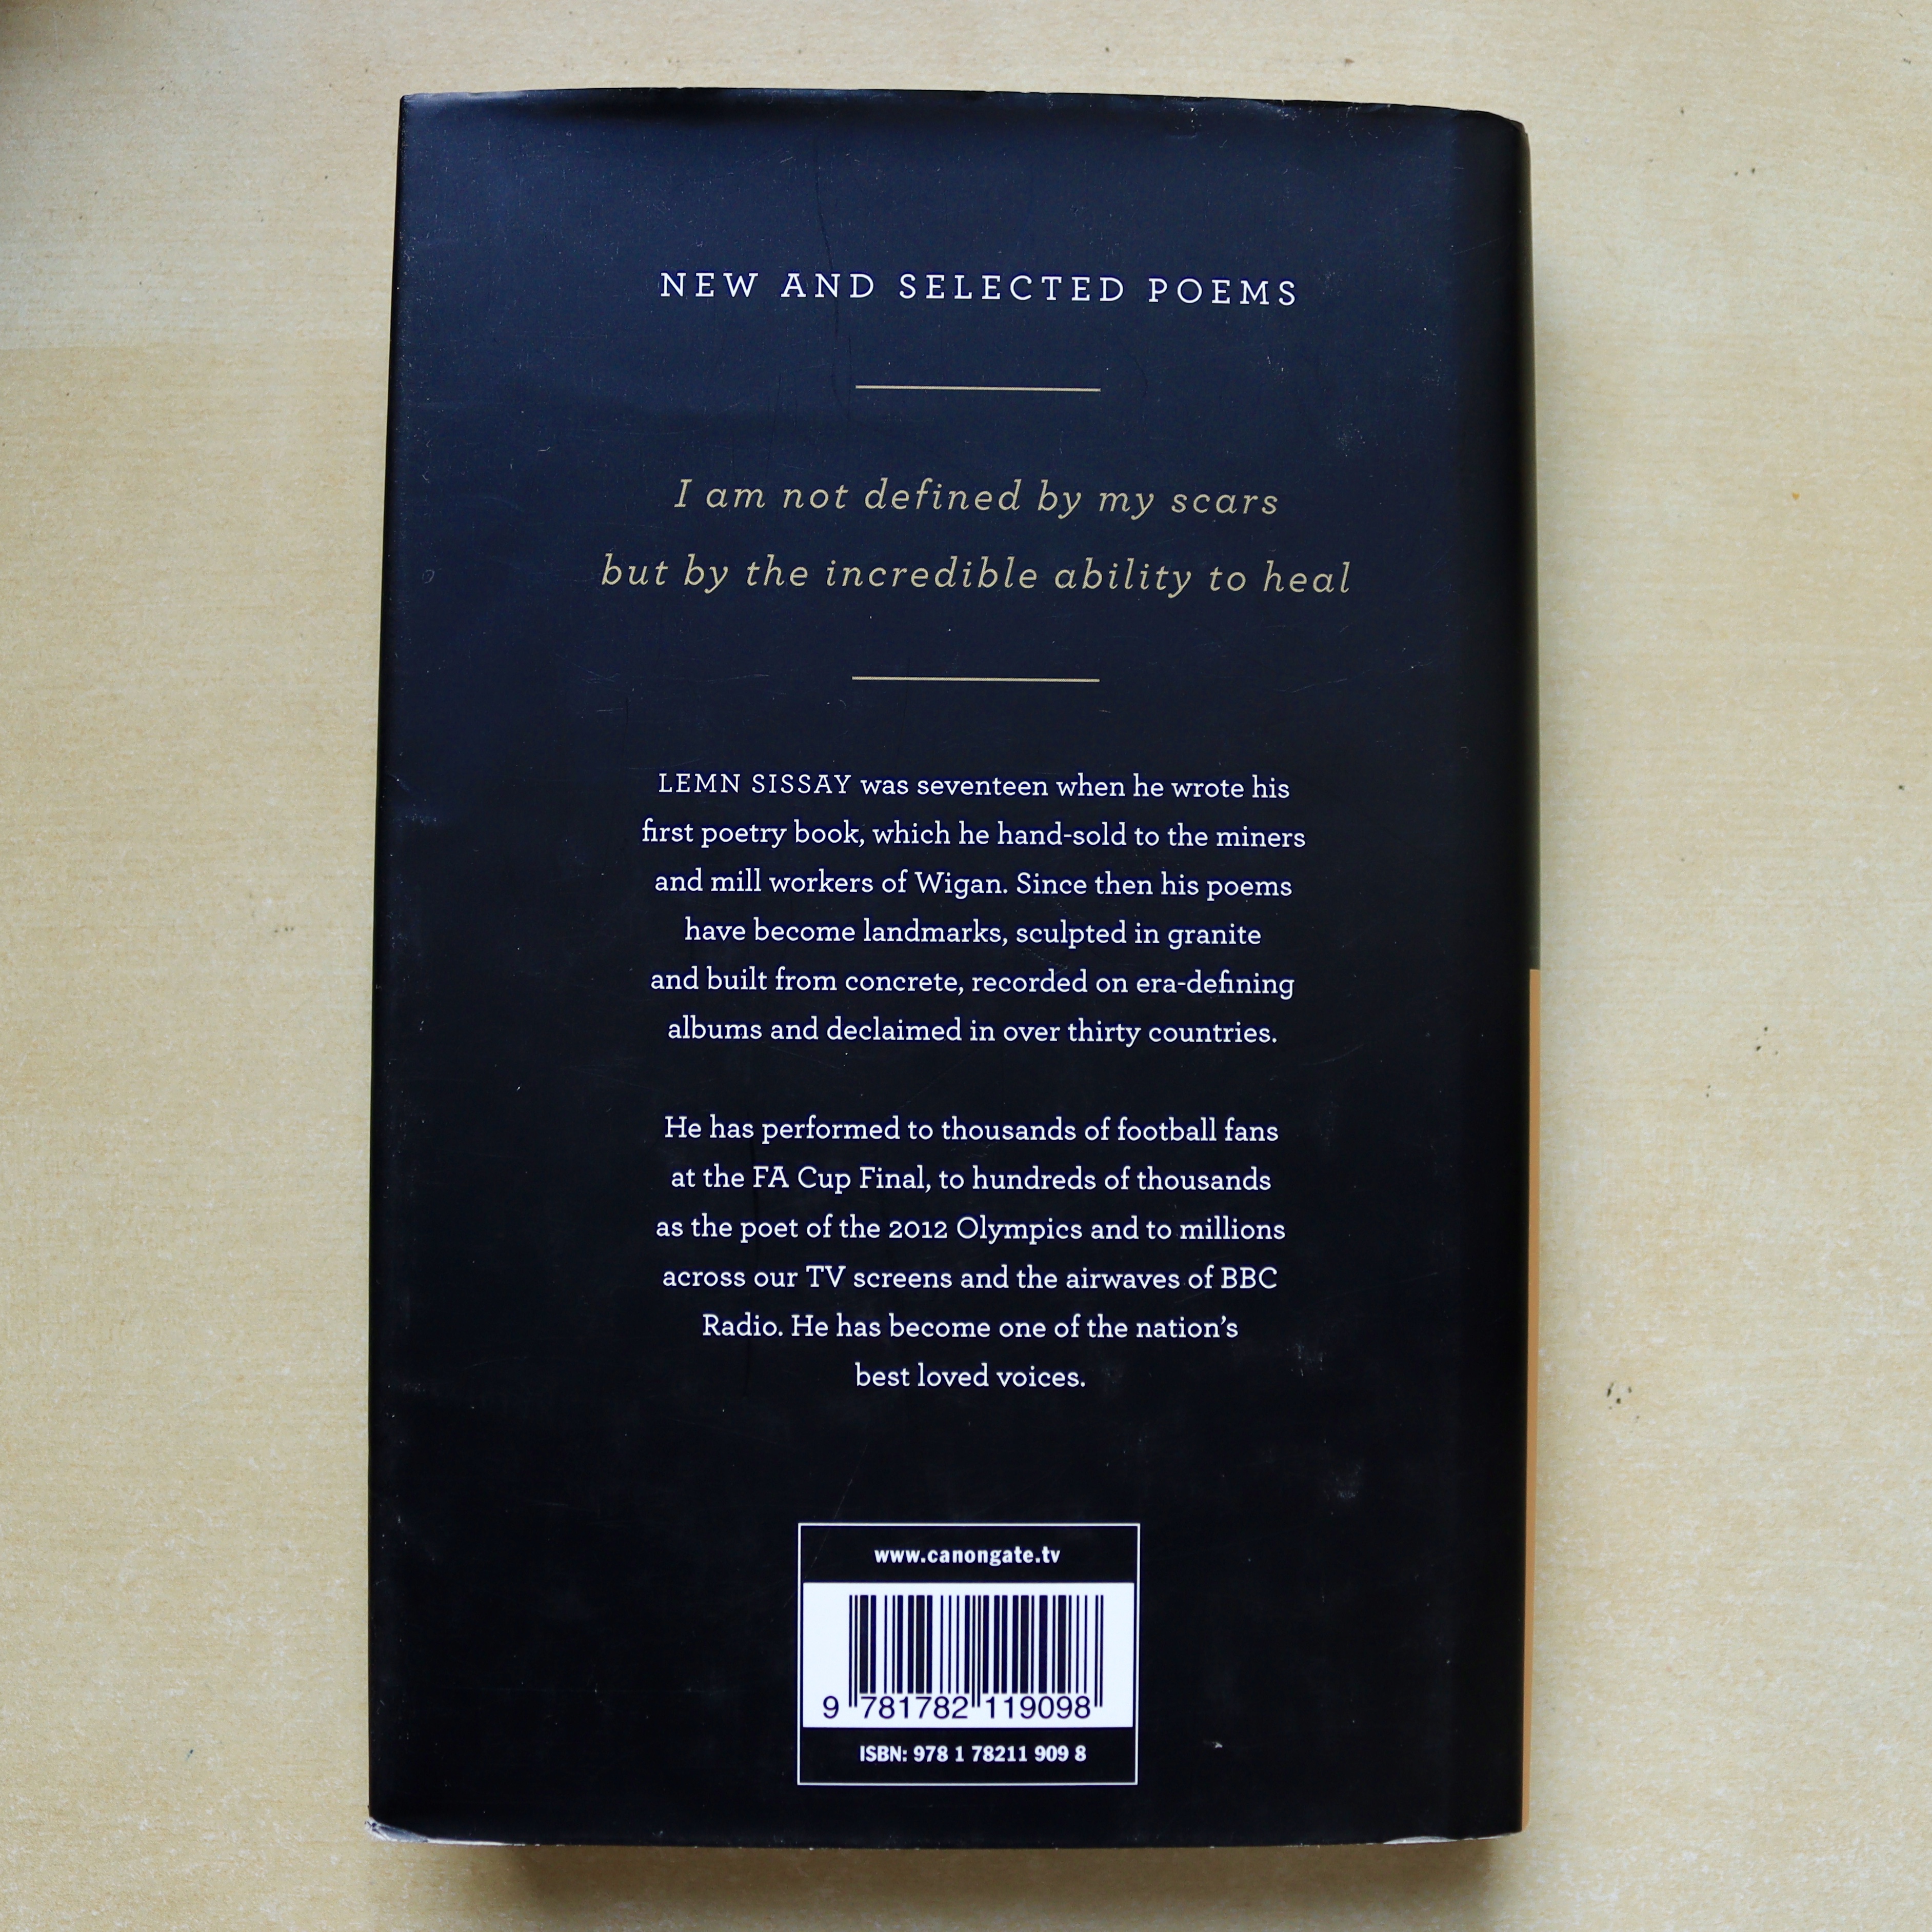 NEW AND SELECTED POEMS
I am not defined by my scars
but by the incredible ability to heal
LEMN SISSAY was seventeen when he wrote his
first poetry book, which he hand-sold to the miners
and mill workers of Wigan. Since then his poems
have become landmarks, sculpted in granite
and built from concrete, recorded on era-defining
albums and declaimed in over thirty countries.
He has performed to thousands of football fans
at the FA Cup Final, to hundreds of thousands
as the poet of the 2012 Olympics and to millions
across our TV screens and the airwaves of BBC
Radio. He has become one of the nation’s
best loved voices.
www.canongate.tv
9 781782 119098
ISBN: 978 1 78211 909 8